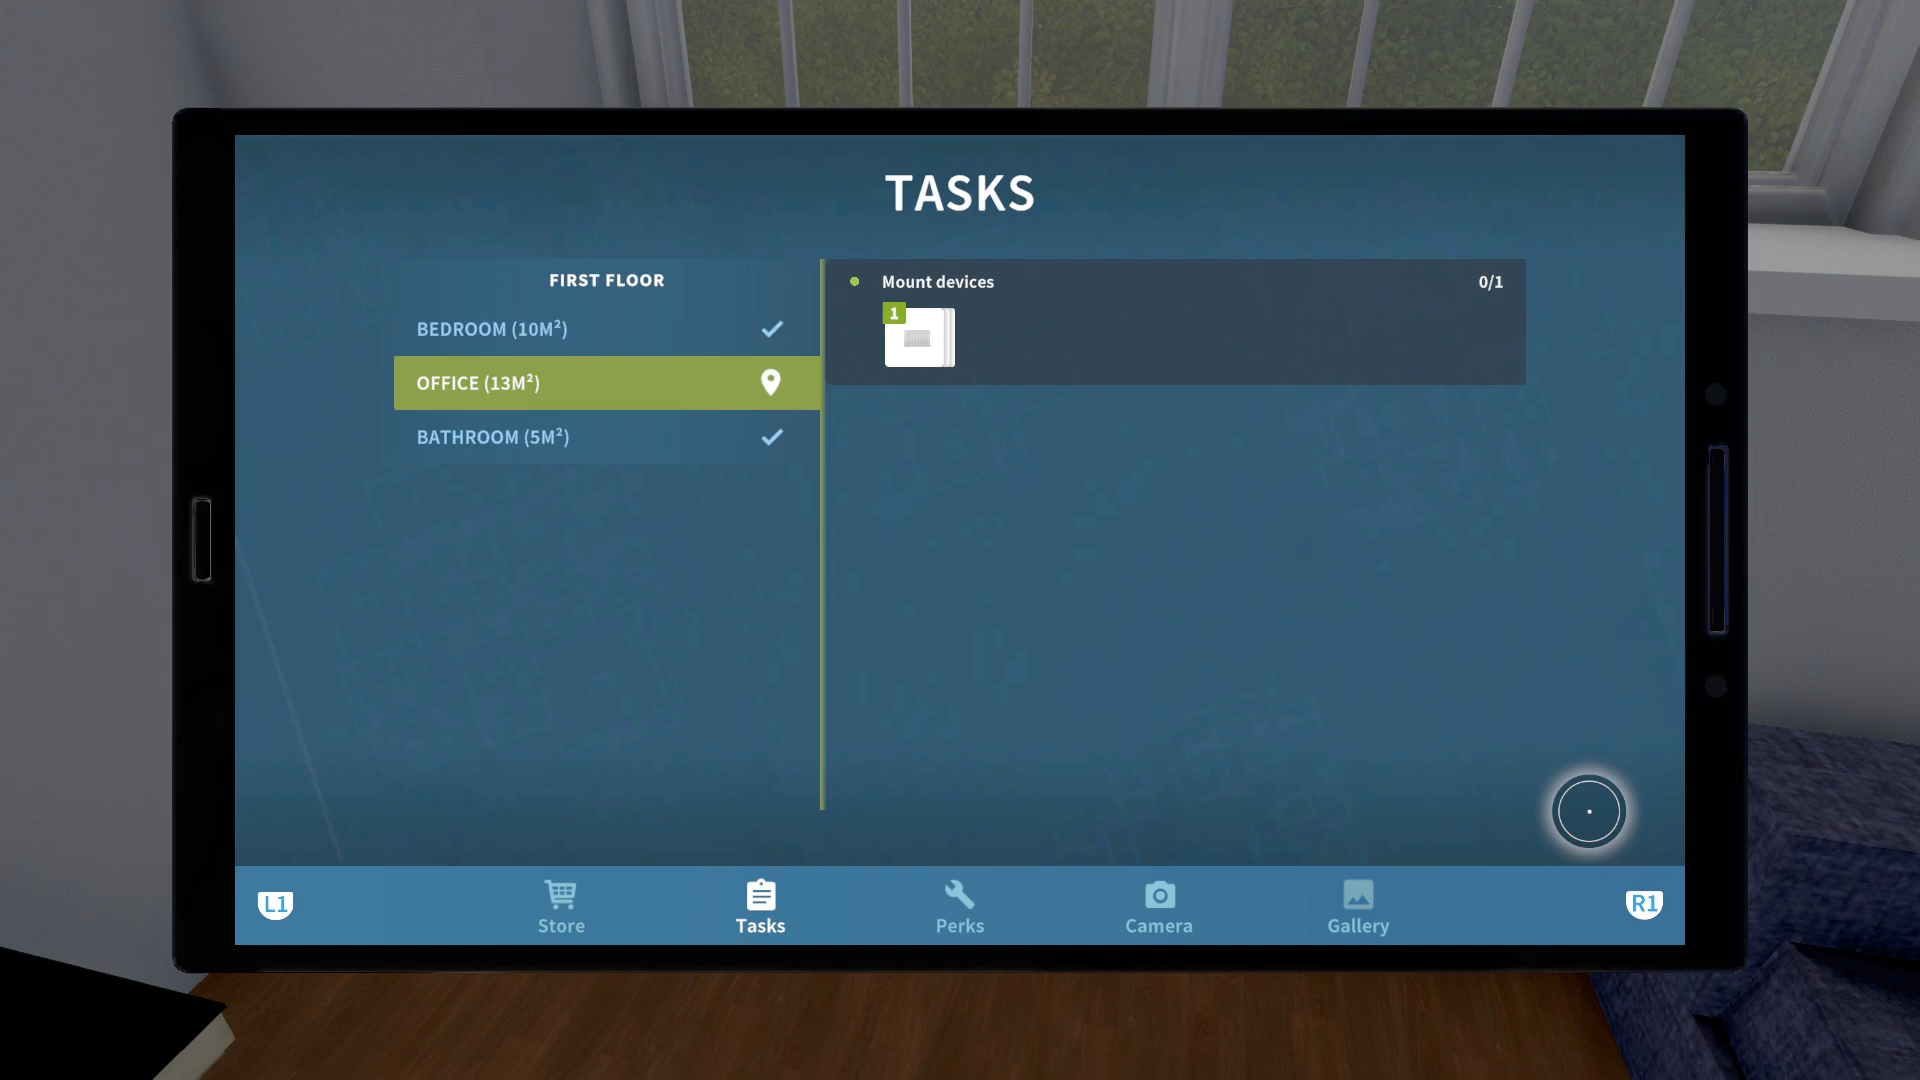 TASKS
FIRST FLOOR
BEDROOM (10M²)
OFFICE (13M²)
BATHROOM (5M²)
Mount devices
0/1
1
L1
Store
Tasks
Perks
Camera
Gallery
R1